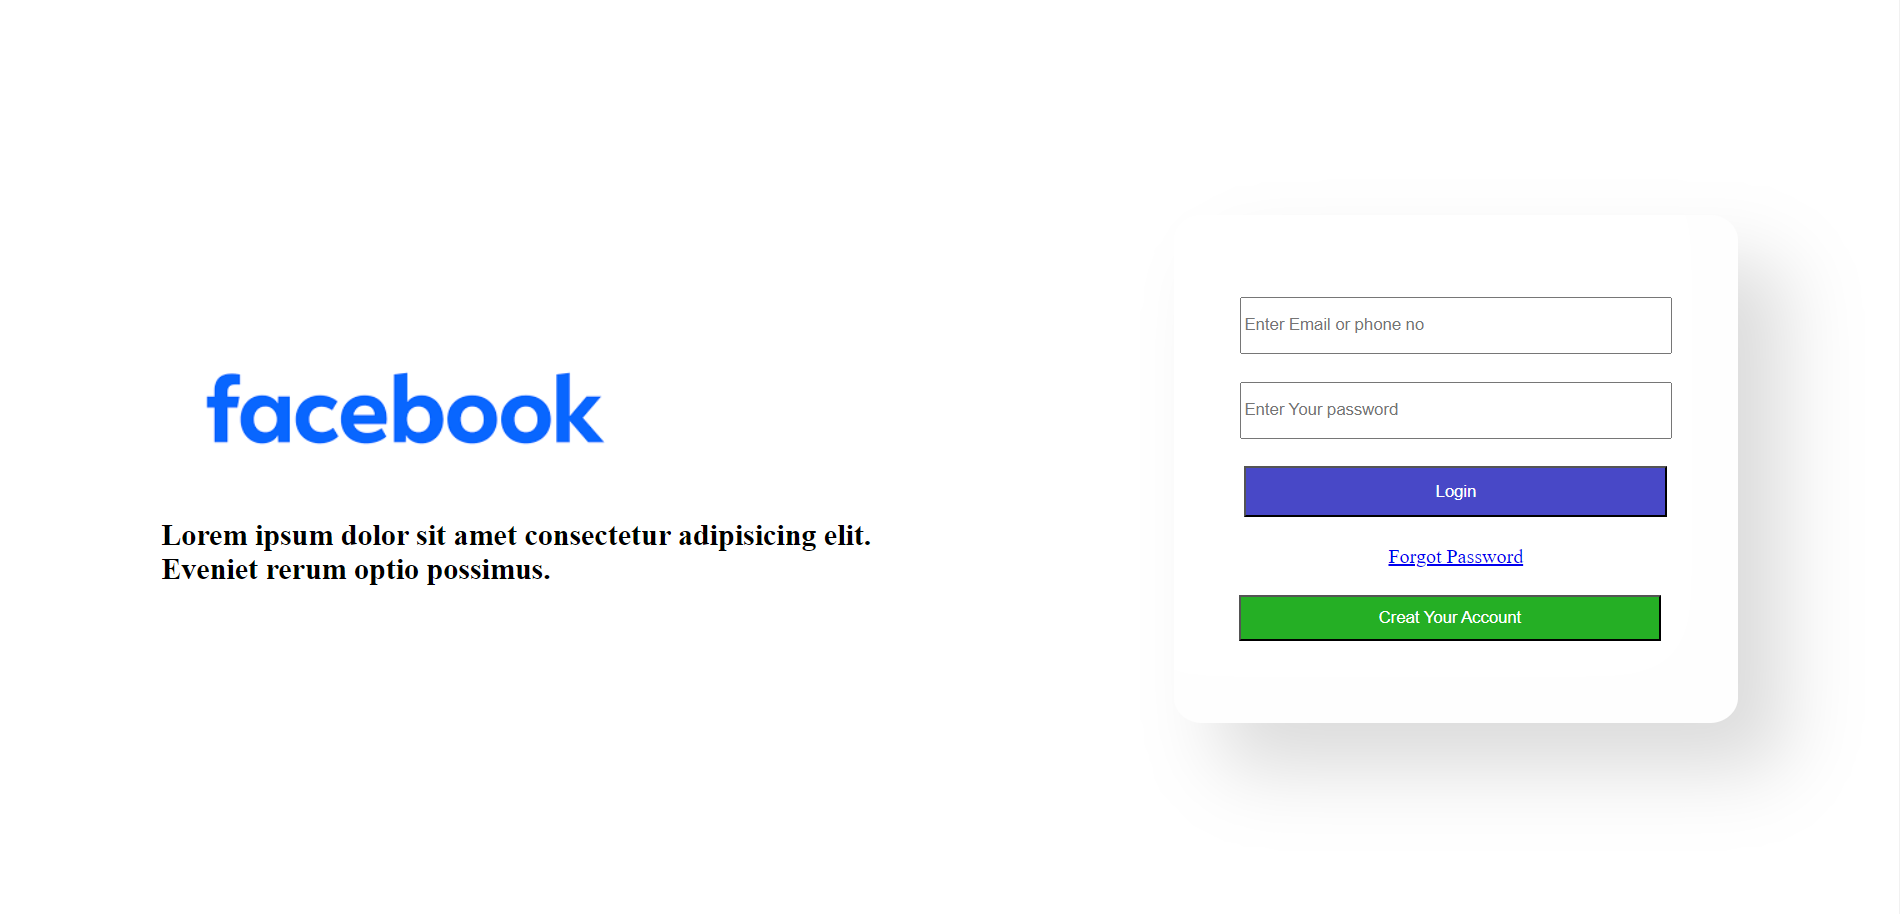 facebook
Lorem ipsum dolor sit amet consectetur adipisicing elit.
Eveniet rerum optio possimus.
Enter Email or phone no
Enter Your password
Login
Forgot Password
Creat Your Account